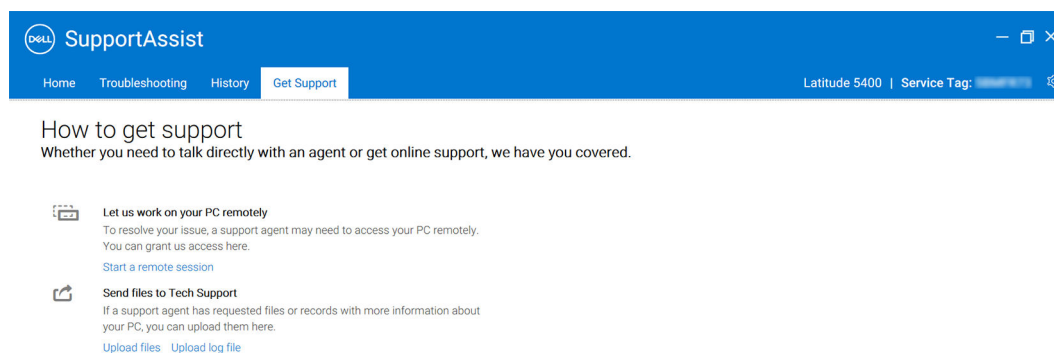 DELL SupportAssist
Home Troubleshooting History Get Support Latitude 5400 | Service Tag:
How to get support
Whether you need to talk directly with an agent or get online support, we have you covered.
Let us work on your PC remotely
To resolve your issue, a support agent may need to access your PC remotely.
You can grant us access here.
Start a remote session
Send files to Tech Support
If a support agent has requested files or records with more information about
your PC, you can upload them here.
Upload files Upload log file